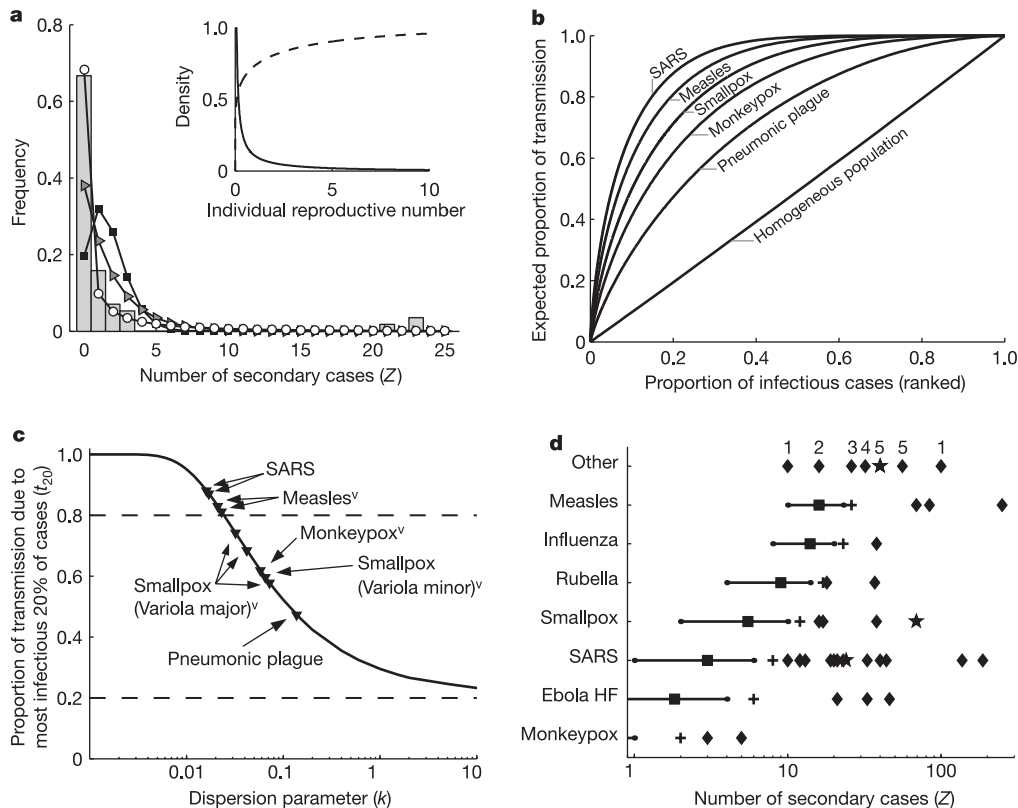 a
0.8
0.6
0.4
0.2
0
Frequency
0
5
10
15
20
25
Number of secondary cases (Z)
1.0
0.5
0
Density
0
5
10
Individual reproductive number
b
1.0
0.8
0.6
0.4
0.2
0
Expected proportion of transmission
SARS
Measles
Smallpox
Monkeypox
Pneumonic plague
Homogeneous population
0
0.2
0.4
0.6
0.8
1.0
Proportion of infectious cases (ranked)
c
1.0
0.8
0.6
0.4
0.2
0
Proportion of transmission due to
most infectious 20% of cases (t₂₀)
SARS
Measlesᵛ
Monkeypoxᵛ
Smallpox
(Variola major)ᵛ
Smallpox
(Variola minor)ᵛ
Pneumonic plague
0.01
0.1
1
10
Dispersion parameter (k)
d
1 2 3 4 5 5 1
Other
Measles
Influenza
Rubella
Smallpox
SARS
Ebola HF
Monkeypox
1
10
100
Number of secondary cases (Z)